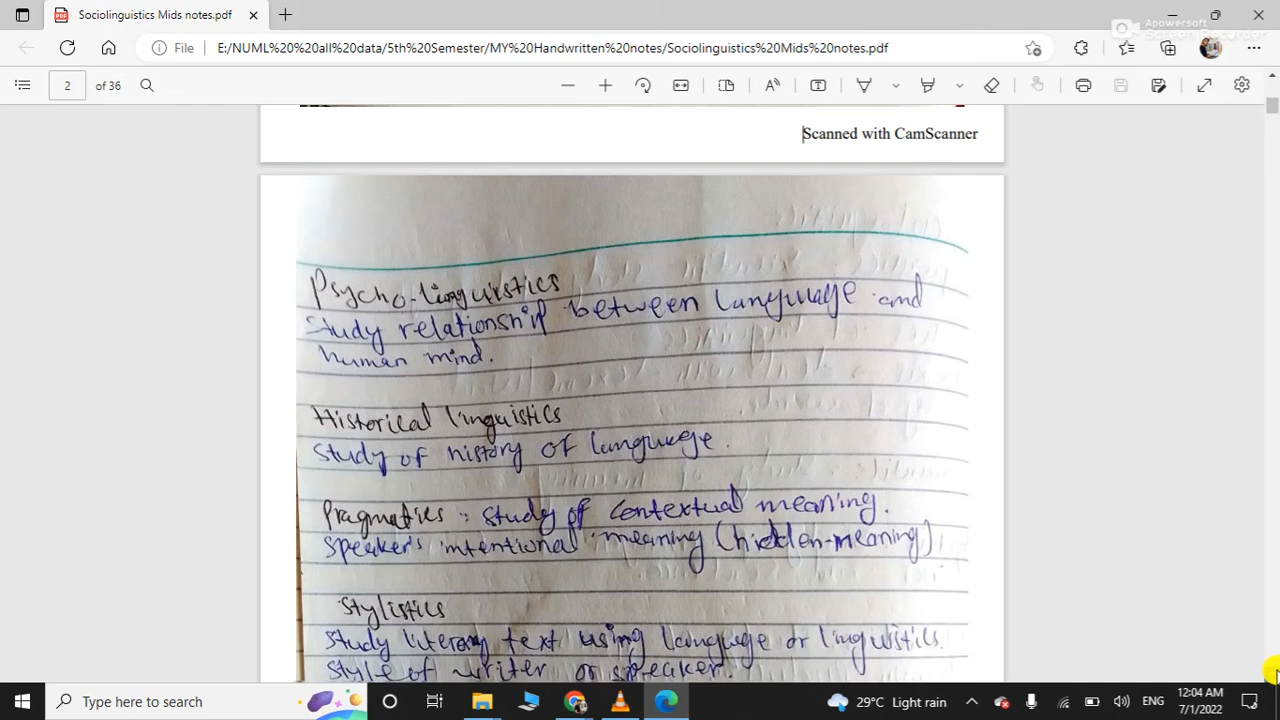 Sociolinguistics Mids notes.pdf
Apowersoft
Screen Recorder
File E:/NUML%20%20all%20data/5th%20Semester/MY%20Handwritten%20notes/Sociolinguistics%20Mids%20notes.pdf
2 of 36
Scanned with CamScanner
Psycho-linguistics
Study relationship between language and
human mind.
Historical linguistics
Study of history of language.
Pragmatics : study of contextual meaning.
Speaker's intentional meaning (hidden-meaning)
Stylistics
Study literary text using language or linguistics.
Style of writer or speaker.
Type here to search
29°C Light rain
ENG
12:04 AM
7/1/2022